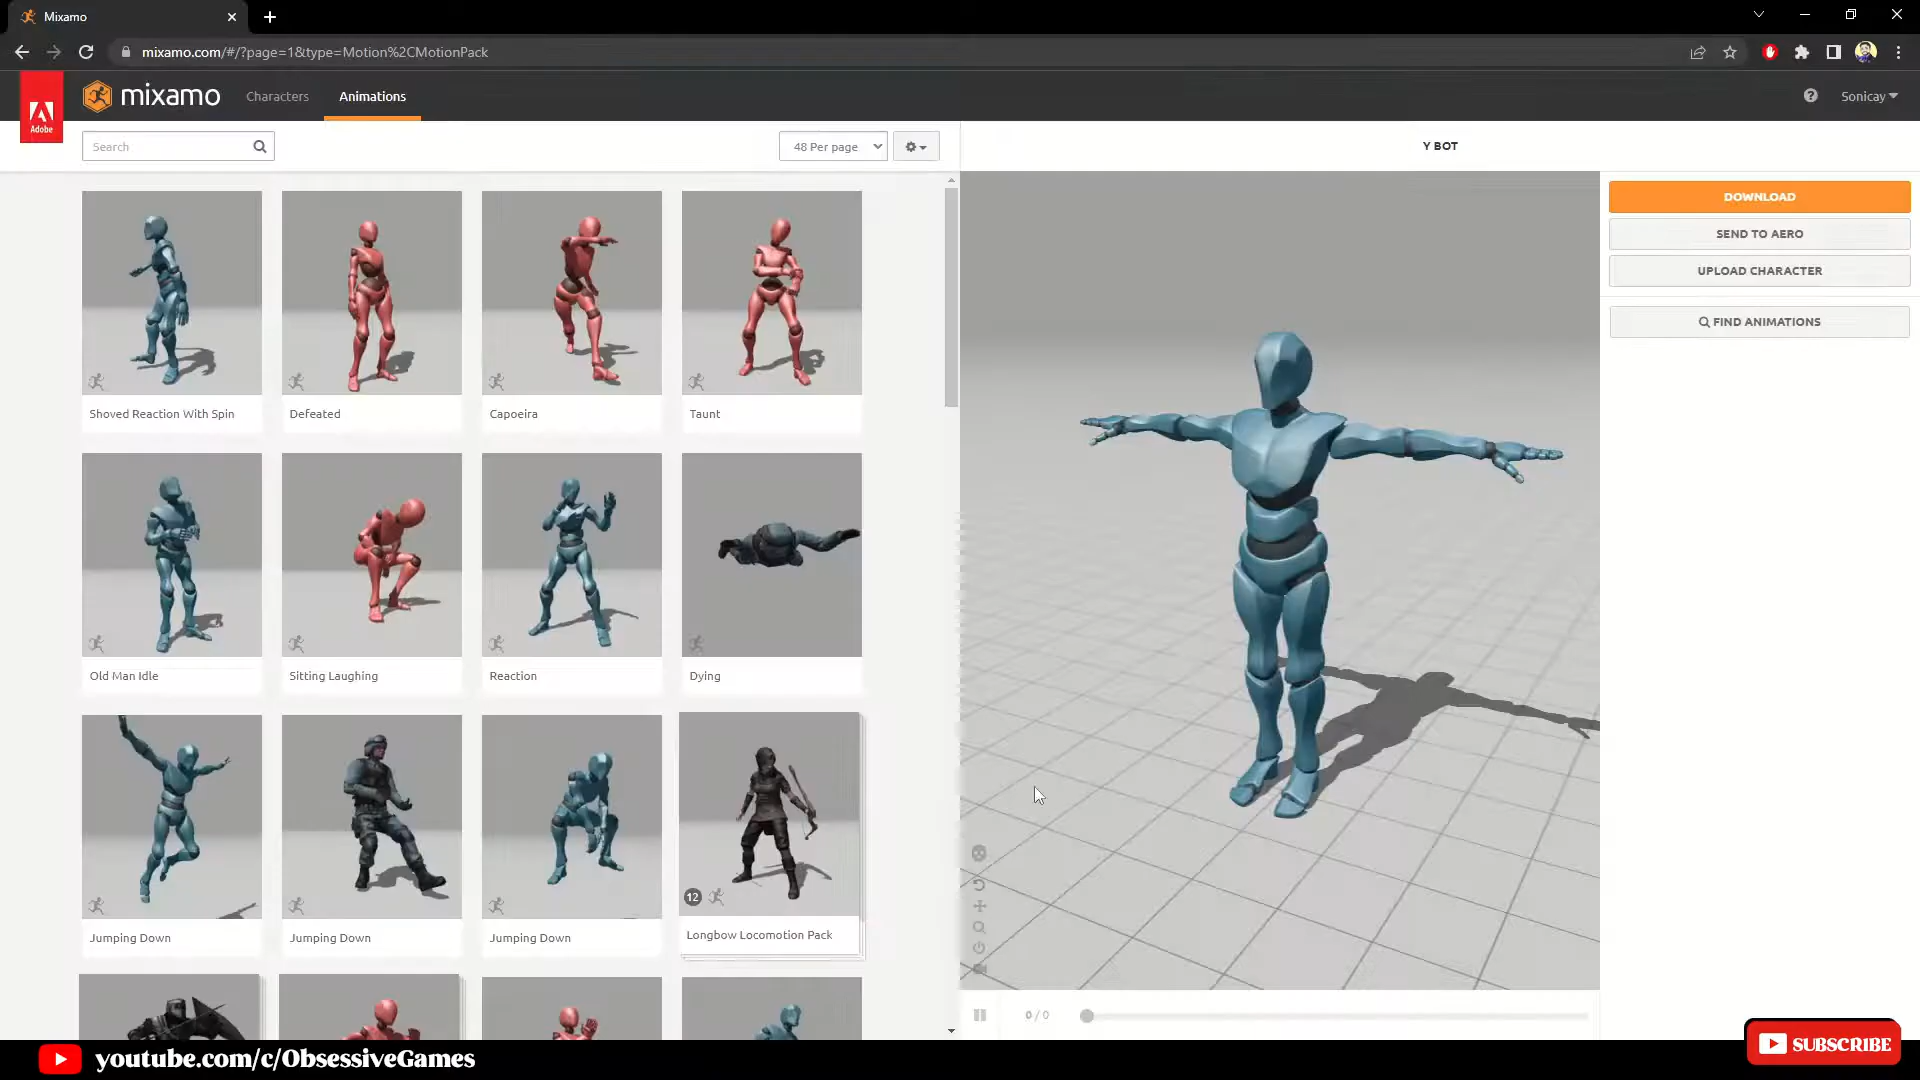 Mixamo
mixamo.com/#/?page=1&type=Motion%2CMotionPack
Adobe
mixamo
Characters
Animations
Sonicay
Search
48 Per page
Y BOT
DOWNLOAD
SEND TO AERO
UPLOAD CHARACTER
FIND ANIMATIONS
Shoved Reaction With Spin
Defeated
Capoeira
Taunt
Old Man Idle
Sitting Laughing
Reaction
Dying
12
Jumping Down
Jumping Down
Jumping Down
Longbow Locomotion Pack
0 / 0
youtube.com/c/ObsessiveGames
SUBSCRIBE